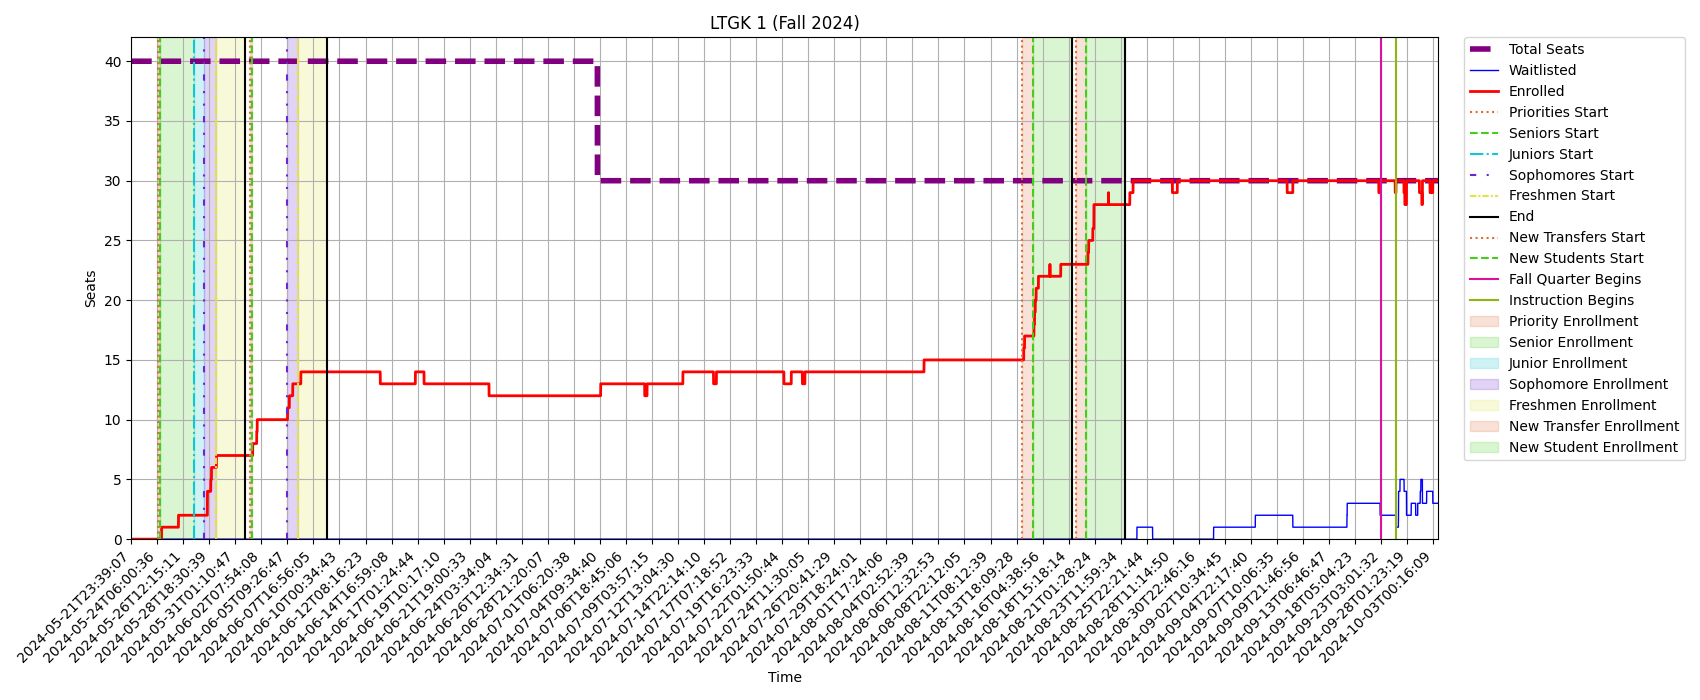 LTGK 1 (Fall 2024)
Seats
40
35
30
25
20
15
10
5
0
2024-05-21T23:39:07
2024-05-24T06:00:36
2024-05-26T12:15:11
2024-05-28T18:30:39
2024-05-31T01:10:47
2024-06-02T07:54:08
2024-06-05T09:26:47
2024-06-07T16:56:05
2024-06-10T00:34:43
2024-06-12T08:16:23
2024-06-14T16:59:08
2024-06-17T01:24:44
2024-06-19T10:17:10
2024-06-21T19:00:33
2024-06-24T03:34:04
2024-06-26T12:34:31
2024-06-28T21:20:07
2024-07-01T06:20:38
2024-07-04T09:34:40
2024-07-06T18:45:06
2024-07-09T03:57:15
2024-07-12T13:04:30
2024-07-14T22:14:10
2024-07-17T07:18:52
2024-07-19T16:23:33
2024-07-22T01:50:44
2024-07-24T11:30:05
2024-07-26T20:41:29
2024-07-29T18:24:01
2024-08-01T17:24:06
2024-08-04T02:52:39
2024-08-06T12:32:53
2024-08-08T22:12:05
2024-08-11T08:12:39
2024-08-13T18:09:28
2024-08-16T04:38:56
2024-08-18T15:18:14
2024-08-21T01:28:24
2024-08-23T11:59:34
2024-08-25T22:21:44
2024-08-28T11:14:50
2024-08-30T22:46:16
2024-09-02T10:34:45
2024-09-04T22:17:40
2024-09-07T10:06:35
2024-09-09T21:46:56
2024-09-13T06:46:47
2024-09-18T05:04:23
2024-09-23T03:01:32
2024-09-28T01:23:19
2024-10-03T00:16:09
Time
Total Seats
Waitlisted
Enrolled
Priorities Start
Seniors Start
Juniors Start
Sophomores Start
Freshmen Start
End
New Transfers Start
New Students Start
Fall Quarter Begins
Instruction Begins
Priority Enrollment
Senior Enrollment
Junior Enrollment
Sophomore Enrollment
Freshmen Enrollment
New Transfer Enrollment
New Student Enrollment